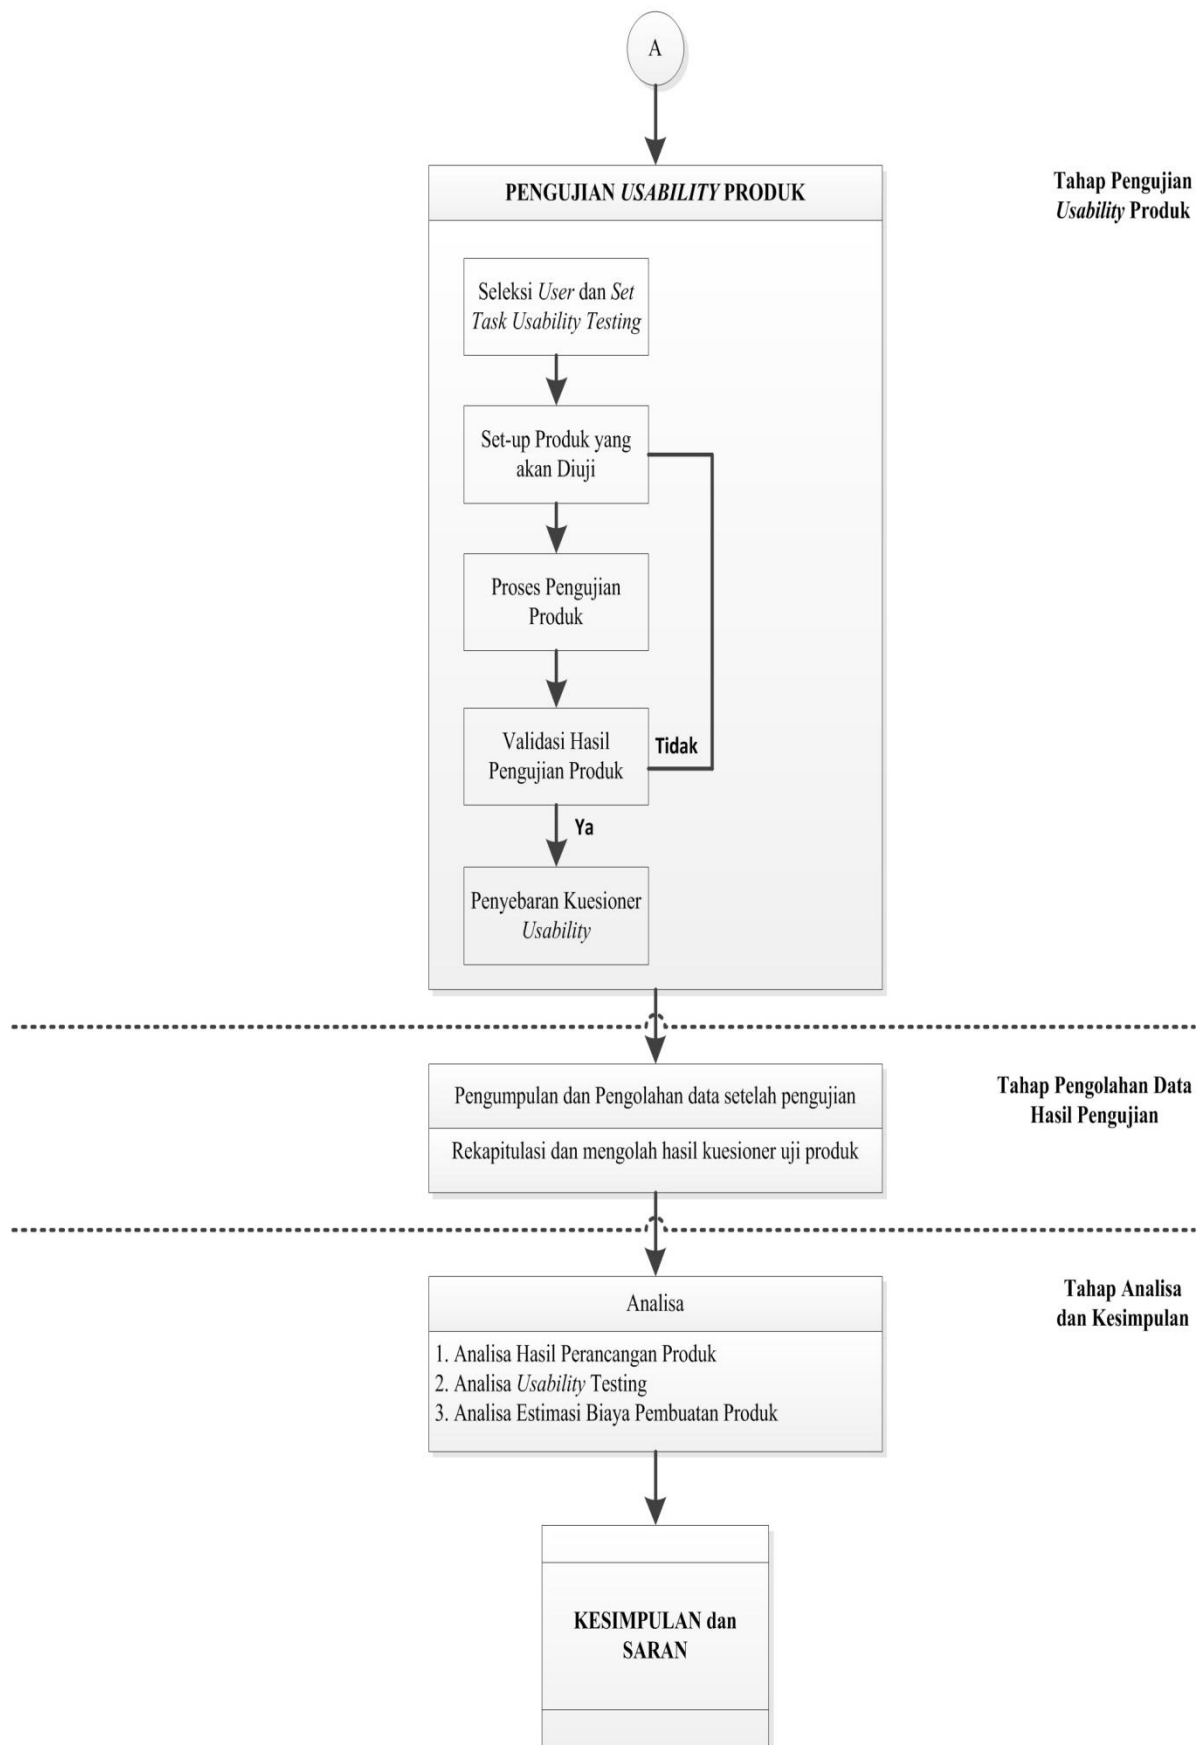 A
PENGUJIAN USABILITY PRODUK
Tahap Pengujian
Usability Produk
Seleksi User dan Set
Task Usability Testing
Set-up Produk yang
akan Diuji
Proses Pengujian
Produk
Validasi Hasil
Pengujian Produk
Tidak
Ya
Penyebaran Kuesioner
Usability
Pengumpulan dan Pengolahan data setelah pengujian
Rekapitulasi dan mengolah hasil kuesioner uji produk
Tahap Pengolahan Data
Hasil Pengujian
Analisa
1. Analisa Hasil Perancangan Produk
2. Analisa Usability Testing
3. Analisa Estimasi Biaya Pembuatan Produk
Tahap Analisa
dan Kesimpulan
KESIMPULAN dan
SARAN